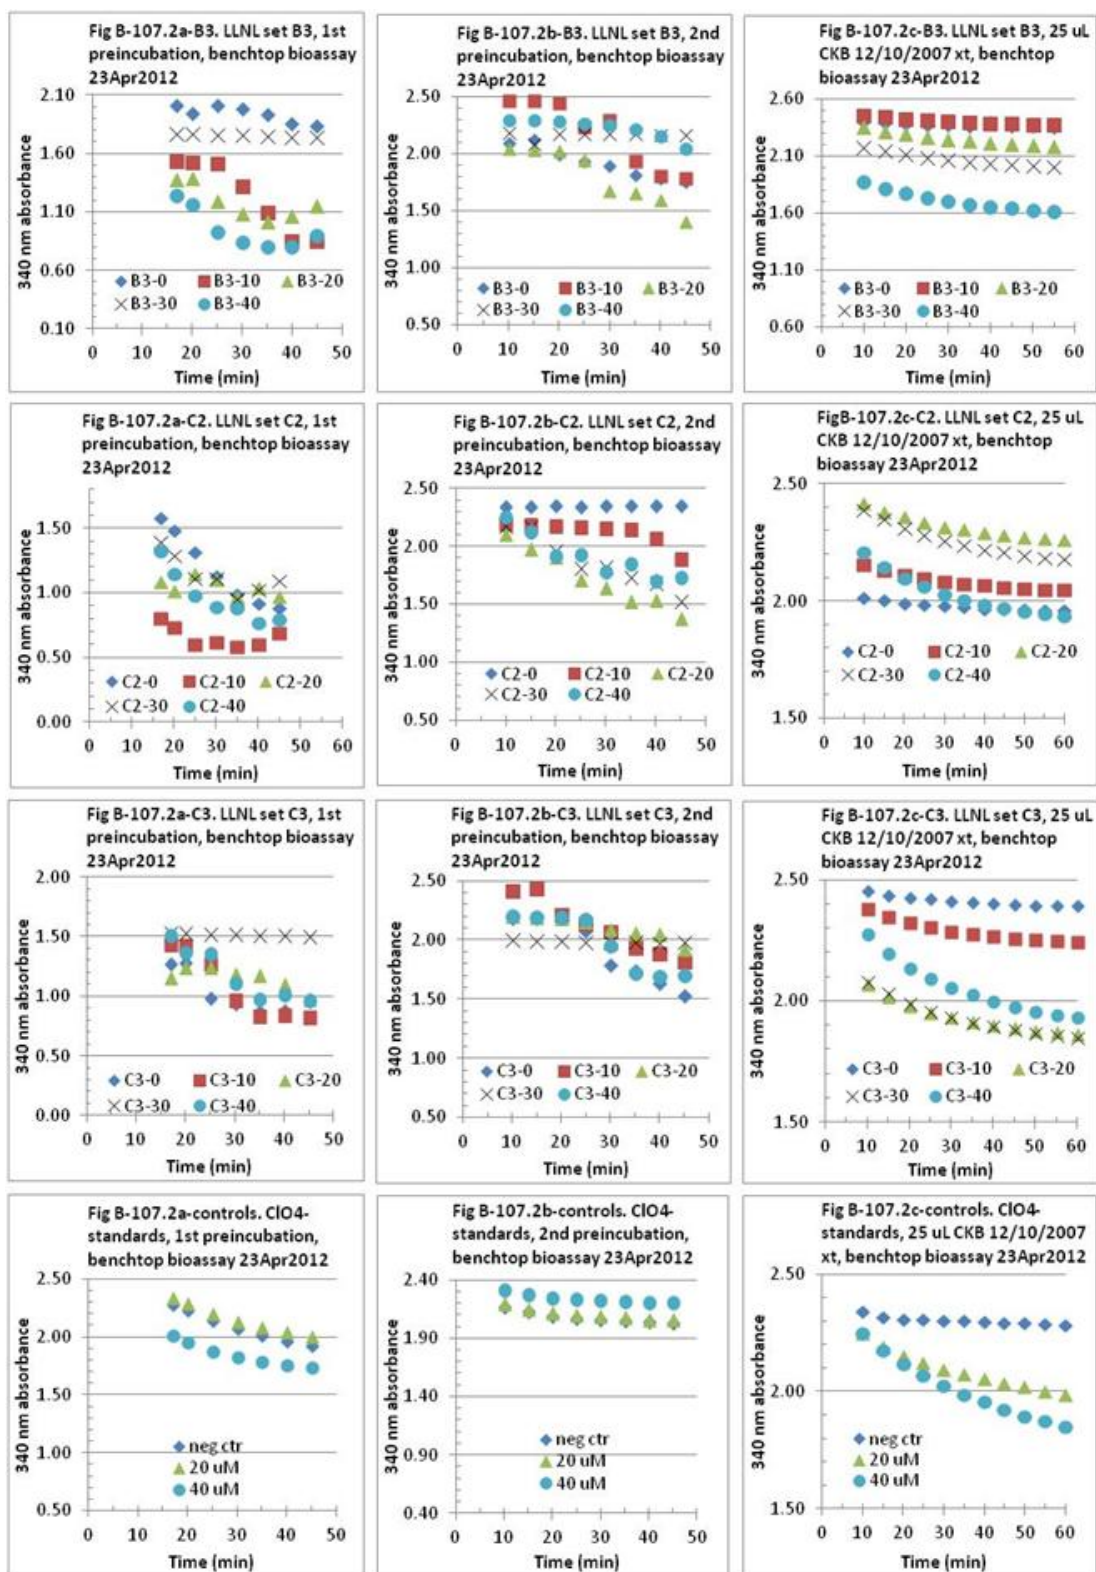 Fig B-107.2a-B3. LLNL set B3, 1st
preincubation, benchtop bioassay
23Apr2012
2.10
1.60
1.10
0.60
0.10
340 nm absorbance
B3-0 B3-10 B3-20
B3-30 B3-40
0 10 20 30 40 50
Time (min)
Fig B-107.2b-B3. LLNL set B3, 2nd
preincubation, benchtop bioassay
23Apr2012
2.50
2.00
1.50
1.00
0.50
340 nm absorbance
B3-0 B3-10 B3-20
B3-30 B3-40
0 10 20 30 40 50
Time (min)
Fig B-107.2c-B3. LLNL set B3, 25 uL
CKB 12/10/2007 xt, benchtop
bioassay 23Apr2012
2.60
2.10
1.60
1.10
0.60
340 nm absorbance
B3-0 B3-10 B3-20
B3-30 B3-40
0 10 20 30 40 50 60
Time (min)
Fig B-107.2a-C2. LLNL set C2, 1st
preincubation, benchtop bioassay
23Apr2012
1.50
1.00
0.50
0.00
340 nm absorbance
C2-0 C2-10 C2-20
C2-30 C2-40
0 10 20 30 40 50 60
Time (min)
Fig B-107.2b-C2. LLNL set C2, 2nd
preincubation, benchtop bioassay
23Apr2012
2.50
2.00
1.50
1.00
0.50
340 nm absorbance
C2-0 C2-10 C2-20
C2-30 C2-40
0 10 20 30 40 50
Time (min)
FigB-107.2c-C2. LLNL set C2, 25 uL
CKB 12/10/2007 xt, benchtop
bioassay 23Apr2012
2.50
2.00
1.50
340 nm absorbance
C2-0 C2-10 C2-20
C2-30 C2-40
0 10 20 30 40 50 60
Time (min)
Fig B-107.2a-C3. LLNL set C3, 1st
preincubation, benchtop bioassay
23Apr2012
2.00
1.50
1.00
0.50
0.00
340 nm absorbance
C3-0 C3-10 C3-20
C3-30 C3-40
0 10 20 30 40 50
Time (min)
Fig B-107.2b-C3. LLNL set C3, 2nd
preincubation, benchtop bioassay
23Apr2012
2.50
2.00
1.50
1.00
0.50
340 nm absorbance
C3-0 C3-10 C3-20
C3-30 C3-40
0 10 20 30 40 50
Time (min)
Fig B-107.2c-C3. LLNL set C3, 25 uL
CKB 12/10/2007 xt, benchtop
bioassay 23Apr2012
2.50
2.00
1.50
340 nm absorbance
C3-0 C3-10 C3-20
C3-30 C3-40
0 10 20 30 40 50 60
Time (min)
Fig B-107.2a-controls. ClO4-
standards, 1st preincubation,
benchtop bioassay 23Apr2012
2.50
2.00
1.50
1.00
0.50
340 nm absorbance
neg ctr
20 uM
40 uM
0 10 20 30 40 50
Time (min)
Fig B-107.2b-controls. ClO4-
standards, 2nd preincubation,
benchtop bioassay 23Apr2012
2.40
1.90
1.40
0.90
0.40
340 nm absorbance
neg ctr
20 uM
40 uM
0 10 20 30 40 50
Time (min)
Fig B-107.2c-controls. ClO4-
standards, 25 uL CKB 12/10/2007
xt, benchtop bioassay 23Apr2012
2.50
2.00
1.50
340 nm absorbance
neg ctr
20 uM
40 uM
0 10 20 30 40 50 60
Time (min)